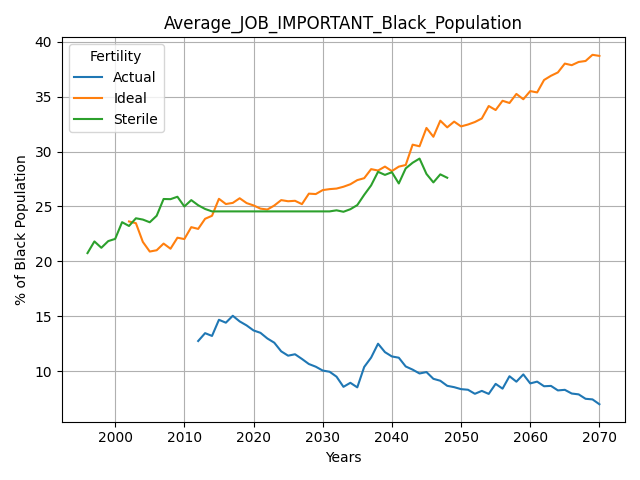 Average_JOB_IMPORTANT_Black_Population
40
35
30
25
20
15
10
% of Black Population
Fertility
Actual
Ideal
Sterile
2000 2010 2020 2030 2040 2050 2060 2070
Years